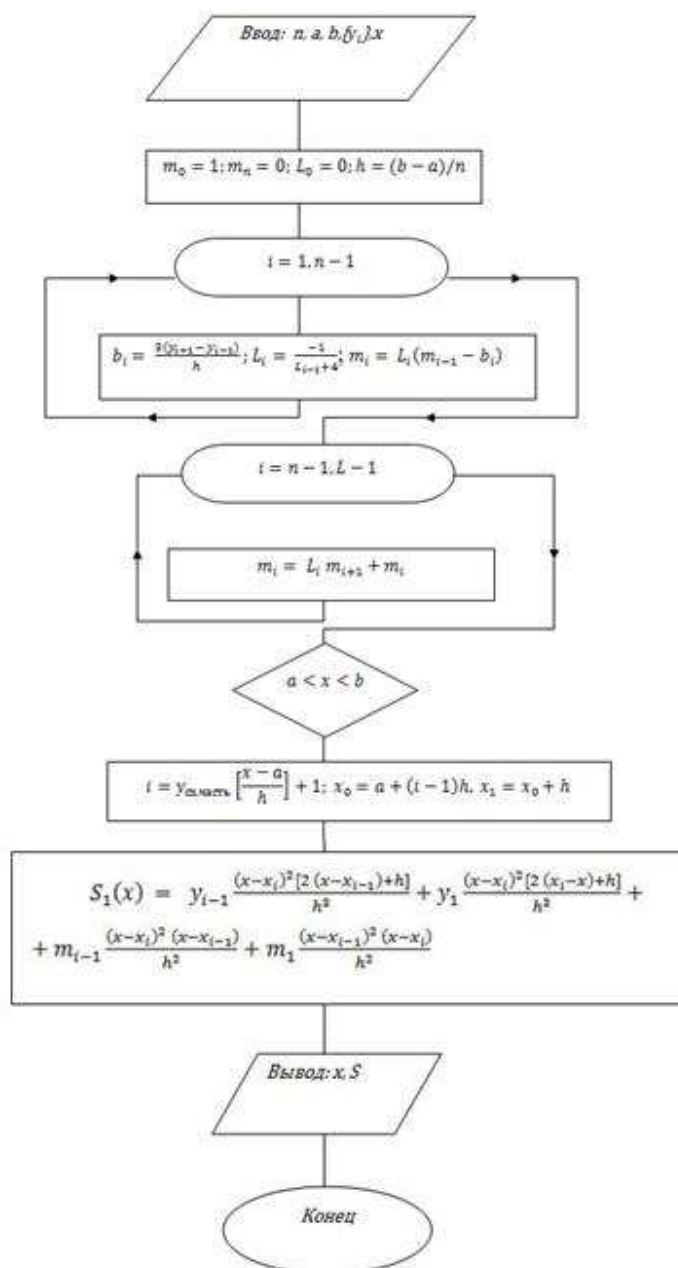 Ввод: n, a, b,{yᵢ},x
m₀ = 1; mₙ = 0; L₀ = 0; h = (b − a)/n
i = 1, n − 1
bᵢ = 3(yᵢ₊₁−yᵢ₋₁)/h; Lᵢ = −1/(Lᵢ₋₁+4); mᵢ = Lᵢ(mᵢ₋₁ − bᵢ)
i = n − 1, L − 1
mᵢ = Lᵢ mᵢ₊₁ + mᵢ
a < x < b
i = y [(x − a)/h] + 1; x₀ = a + (i − 1)h, x₁ = x₀ + h
S₁(x) = yᵢ₋₁ (x−xᵢ)²[2 (x−xᵢ₋₁)+h]/h² + y₁ (x−xᵢ)²[2 (xᵢ−x)+h]/h² +
+ mᵢ₋₁ (x−xᵢ)² (x−xᵢ₋₁)/h² + m₁ (x−xᵢ₋₁)² (x−xᵢ)/h²
Вывод: x, S
Конец